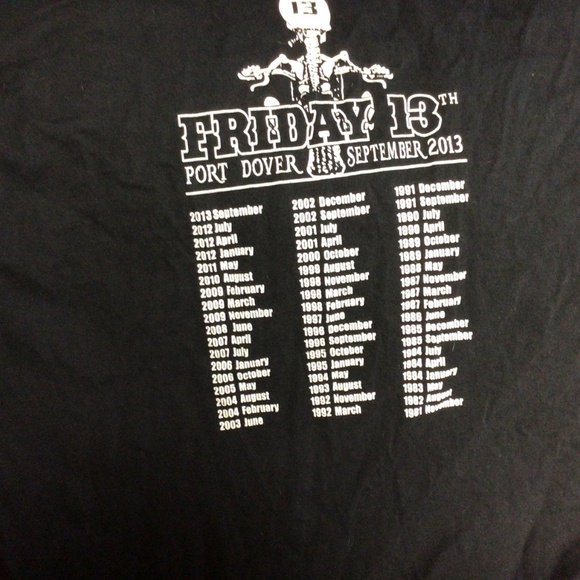 13
FRIDAY 13TH
PORT DOVER SEPTEMBER 2013
2013 September
2012 July
2012 April
2012 January
2011 May
2010 August
2009 February
2009 March
2009 November
2008 June
2007 April
2007 July
2006 January
2006 October
2005 May
2004 August
2004 February
2003 June
2002 December
2002 September
2001 July
2001 April
2000 October
1999 August
1998 November
1998 March
1998 February
1997 June
1996 December
1996 September
1995 October
1995 January
1994 May
1993 August
1992 November
1992 March
1991 December
1991 September
1990 July
1990 April
1989 October
1989 January
1988 May
1987 November
1987 March
1987 February
1986 June
1985 December
1985 September
1984 July
1984 April
1984 January
1983 May
1982 August
1981 November